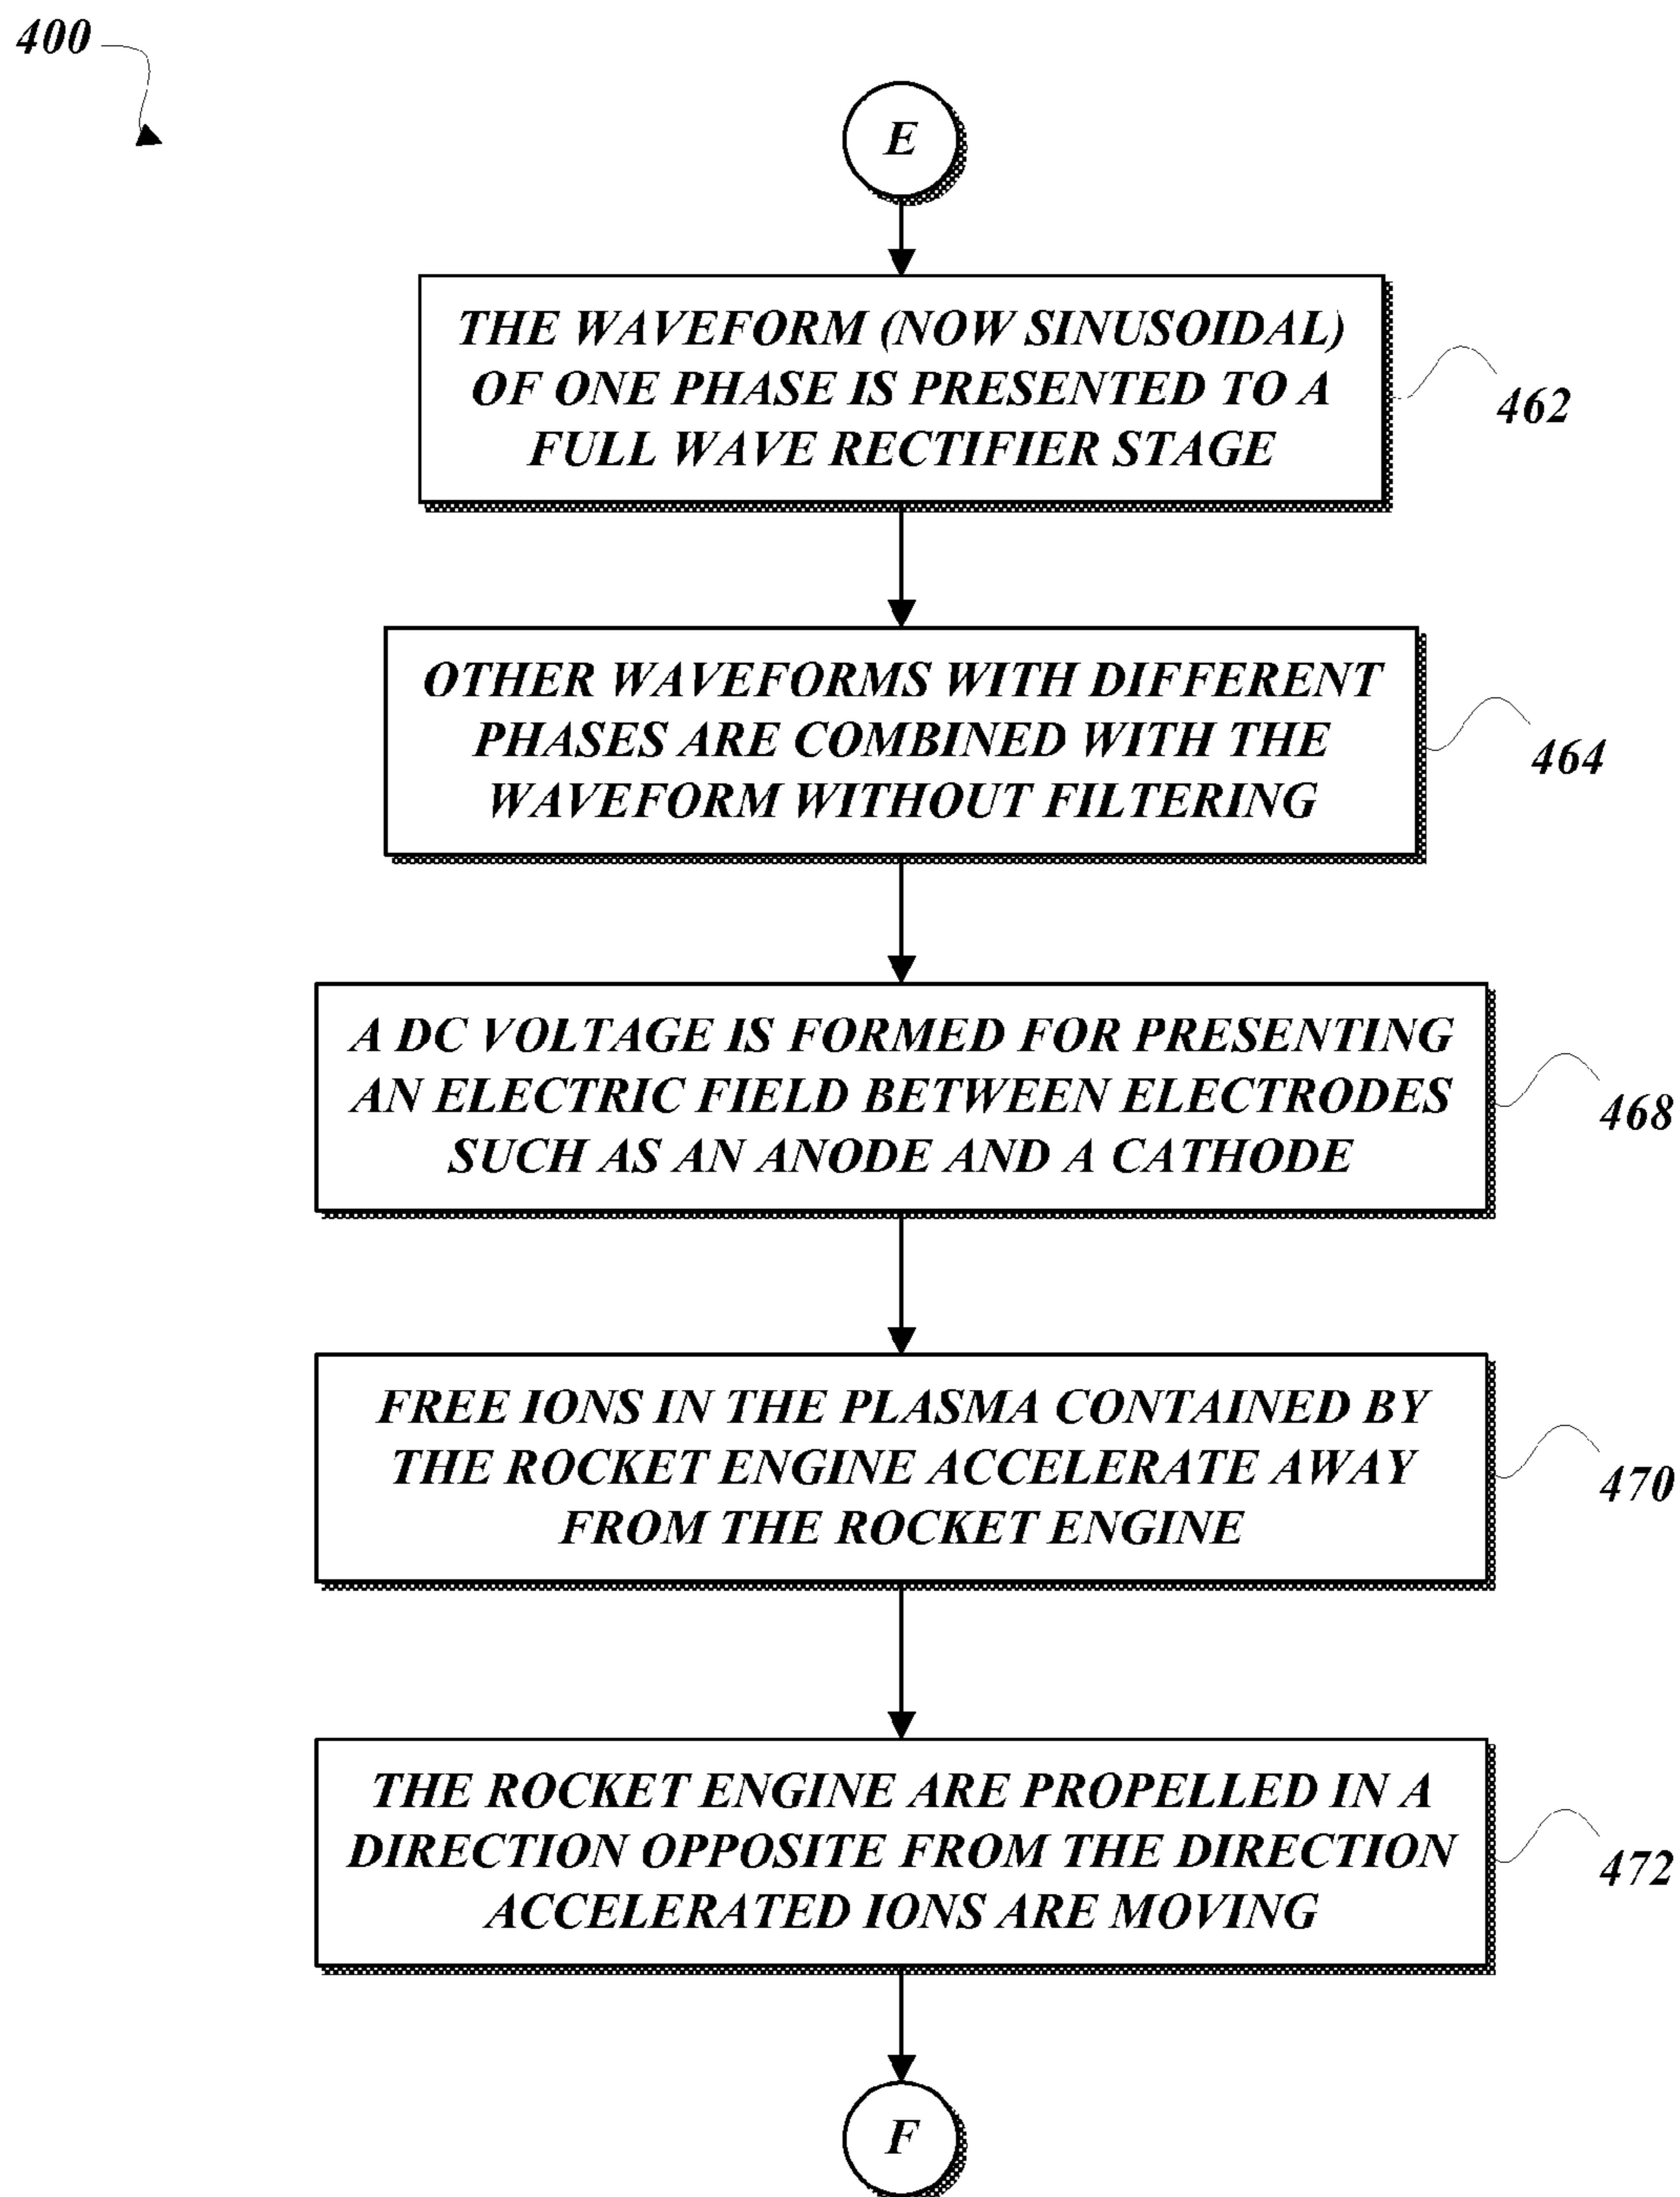 400
E
THE WAVEFORM (NOW SINUSOIDAL)
OF ONE PHASE IS PRESENTED TO A
FULL WAVE RECTIFIER STAGE
462
OTHER WAVEFORMS WITH DIFFERENT
PHASES ARE COMBINED WITH THE
WAVEFORM WITHOUT FILTERING
464
A DC VOLTAGE IS FORMED FOR PRESENTING
AN ELECTRIC FIELD BETWEEN ELECTRODES
SUCH AS AN ANODE AND A CATHODE
468
FREE IONS IN THE PLASMA CONTAINED BY
THE ROCKET ENGINE ACCELERATE AWAY
FROM THE ROCKET ENGINE
470
THE ROCKET ENGINE ARE PROPELLED IN A
DIRECTION OPPOSITE FROM THE DIRECTION
ACCELERATED IONS ARE MOVING
472
F